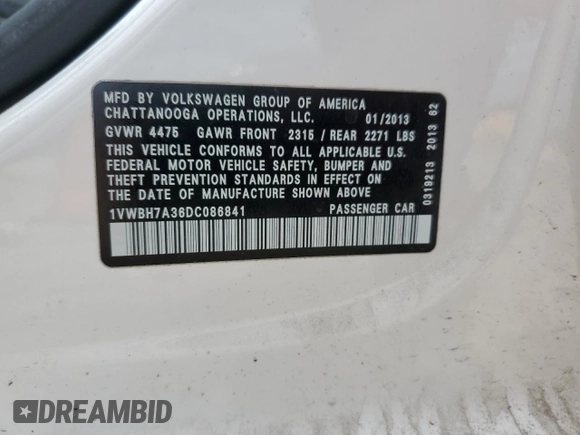 MFD BY VOLKSWAGEN GROUP OF AMERICA
CHATTANOOGA OPERATIONS, LLC. 01/2013
GVWR 4475 GAWR FRONT 2315 / REAR 2271 LBS
THIS VEHICLE CONFORMS TO ALL APPLICABLE U.S.
FEDERAL MOTOR VEHICLE SAFETY, BUMPER AND
THEFT PREVENTION STANDARDS IN EFFECT ON
THE DATE OF MANUFACTURE SHOWN ABOVE
1VWBH7A36DC086841 PASSENGER CAR
0319213 2013 62
DREAMBID